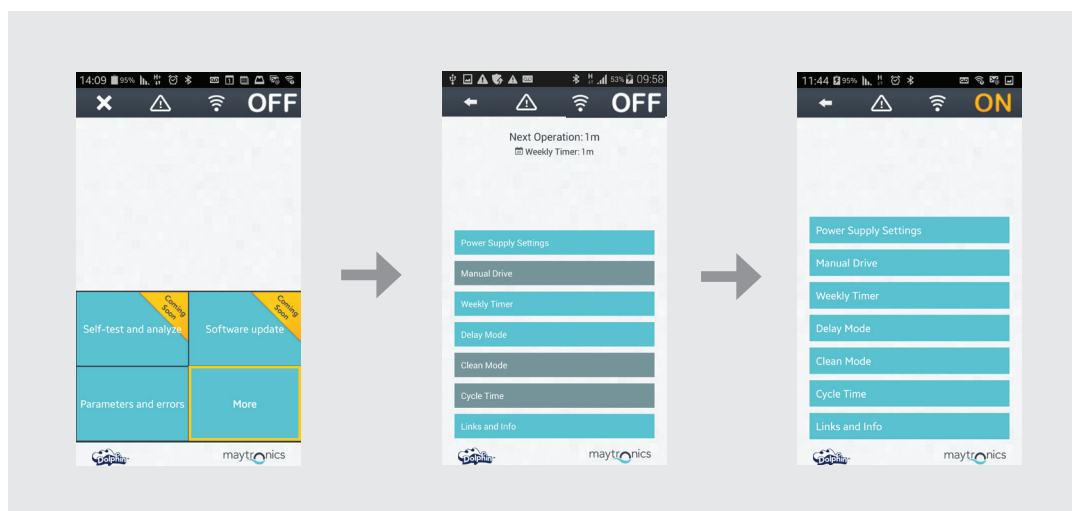 14:09 95% H+
OFF
Coming Soon
Coming Soon
Self-test and analyze
Software update
Parameters and errors
More
Dolphin
maytronics
53% 09:58
OFF
Next Operation: 1m
Weekly Timer: 1m
Power Supply Settings
Manual Drive
Weekly Timer
Delay Mode
Clean Mode
Cycle Time
Links and Info
Dolphin
maytronics
11:44 95%
ON
Power Supply Settings
Manual Drive
Weekly Timer
Delay Mode
Clean Mode
Cycle Time
Links and Info
Dolphin
maytronics